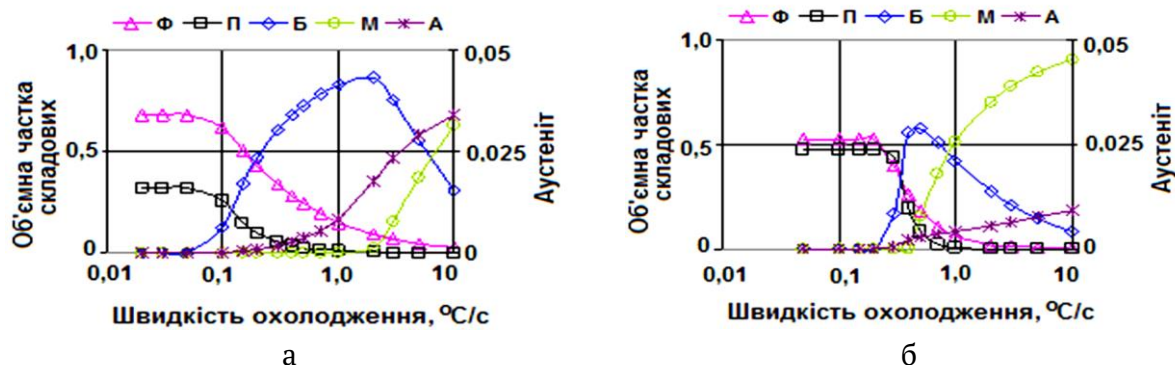 Ф П Б М А
1,0
0,5
0
0,05
0.025
0
0,01 0,1 1,0 10
Об'ємна частка
складових
Аустеніт
Швидкість охолодження, ºС/с
а
Ф П Б М А
1,0
0,5
0
0,05
0.025
0
0,01 0,1 1,0 10
Об'ємна частка
складових
Аустеніт
Швидкість охолодження, ºС/с
б